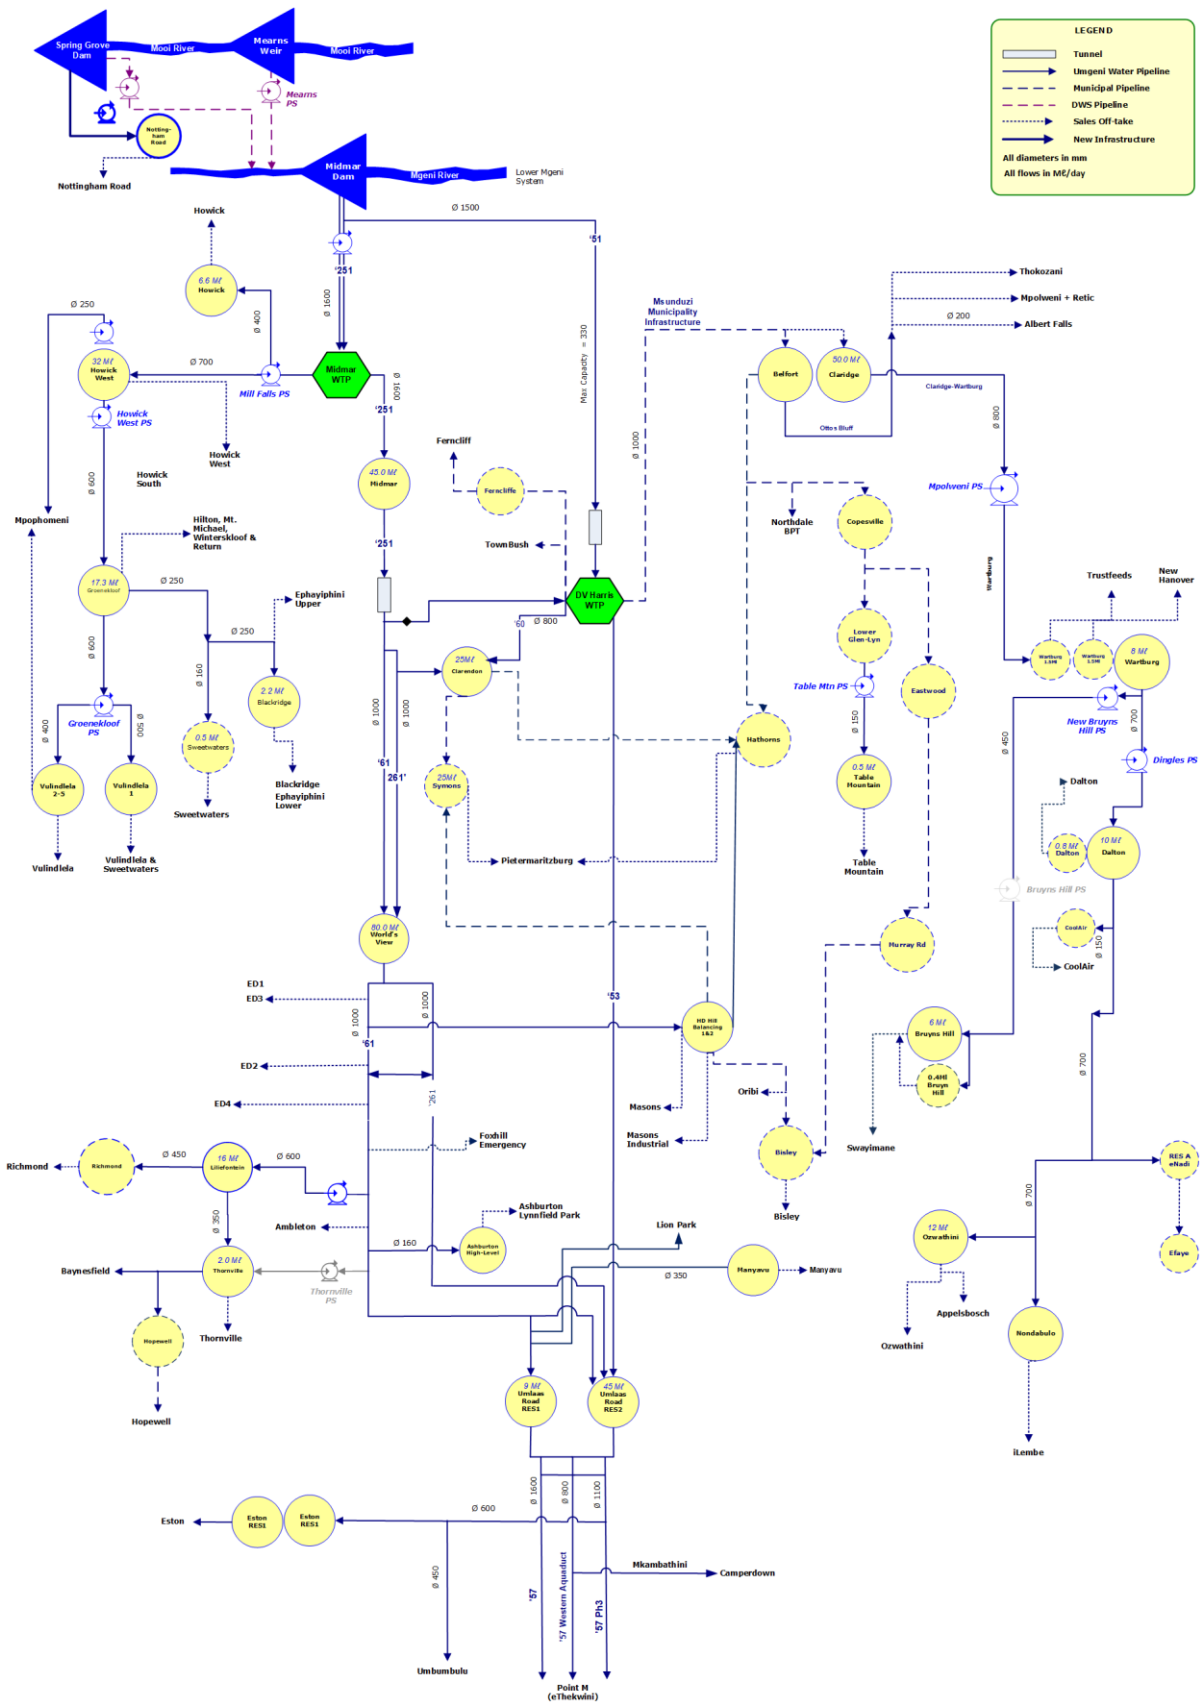 Spring Grove
Dam
Mooi River
Mearns
Weir
Mooi River
Mearns
PS
Notting-
ham
Road
Nottingham Road
Midmar
Dam
Mgeni River
Lower Mgeni
System
LEGEND
Tunnel
Umgeni Water Pipeline
Municipal Pipeline
DWS Pipeline
Sales Off-take
New Infrastructure
All diameters in mm
All flows in Mℓ/day
Ø 1500
'51
'251
Ø 1600
Howick
6.6 Mℓ
Howick
Ø 400
Ø 250
32 Mℓ
Howick
West
Ø 700
Mill Falls PS
Midmar
WTP
Ø 1600
'251
Howick
West PS
Howick
West
Howick
South
Ø 600
Mpophomeni
Hilton, Mt.
Michael,
Winterskloof &
Return
17.3 Mℓ
Groenekloof
Ø 250
Ø 250
Ephayiphini
Upper
Ø 600
Ø 160
2.2 Mℓ
Blackridge
Groenekloof
PS
Ø 400
Ø 500
0.5 Mℓ
Sweetwaters
Vulindlela
2-5
Vulindlela
1
Blackridge
Ephayiphini
Lower
Sweetwaters
Vulindlela
Vulindlela &
Sweetwaters
45.0 Mℓ
Midmar
'251
Ferncliff
Ferncliffe
TownBush
Max Capacity = 330
Ø 1000
DV Harris
WTP
'60
Ø 800
25Mℓ
Clarendon
Ø 1000
Ø 1000
'61
261'
25Mℓ
Symons
Pietermaritzburg
Hathorns
80.0 Mℓ
World's
View
Msunduzi
Municipality
Infrastructure
Belfort
50.0 Mℓ
Claridge
Thokozani
Mpolweni + Retic
Ø 200
Albert Falls
Claridge-Wartburg
Ottos Bluff
Ø 800
Mpolweni PS
Wartburg
Northdale
BPT
Copesville
Lower
Glen-Lyn
Table Mtn PS
Eastwood
Ø 150
0.5 Mℓ
Table
Mountain
Table
Mountain
Murray Rd
Trustfeeds
New
Hanover
Wartburg
1.5Ml
Wartburg
1.5Ml
8 Mℓ
Wartburg
New Bruyns
Hill PS
Ø 700
Ø 450
Dingles PS
Dalton
0.8 Mℓ
Dalton
10 Mℓ
Dalton
Bruyns Hill PS
CoolAir
Ø 150
CoolAir
6 Mℓ
Bruyns Hill
0.4Ml
Bruyn
Hill
Swayimane
Ø 700
RES A
eNadi
Efaye
Ø 700
12 Mℓ
Ozwathini
Appelsbosch
Ozwathini
Nondabulo
iLembe
ED1
ED3
Ø 1000
Ø 1000
'61
'53
HD Hill
Balancing
1&2
ED2
'261
ED4
Masons
Masons
Industrial
Oribi
Bisley
Bisley
Foxhill
Emergency
Richmond
Richmond
Ø 450
16 Mℓ
Lillefontein
Ø 600
Ø 350
Ambleton
Ashburton
Lynnfield Park
Ø 160
Ashburton
High-Level
Lion Park
Ø 350
Manyavu
Manyavu
Baynesfield
2.0 Mℓ
Thornville
Thornville
PS
Hopewell
Thornville
Hopewell
9 Mℓ
Umlaas
Road
RES1
45 Mℓ
Umlaas
Road
RES2
Ø 1600
Ø 800
Ø 1100
Eston
Eston
RES1
Eston
RES1
Ø 600
Ø 450
Umbumbulu
Mkambathini
Camperdown
'57
'57 Western Aquaduct
'57 Ph3
Point M
(eThekwini)